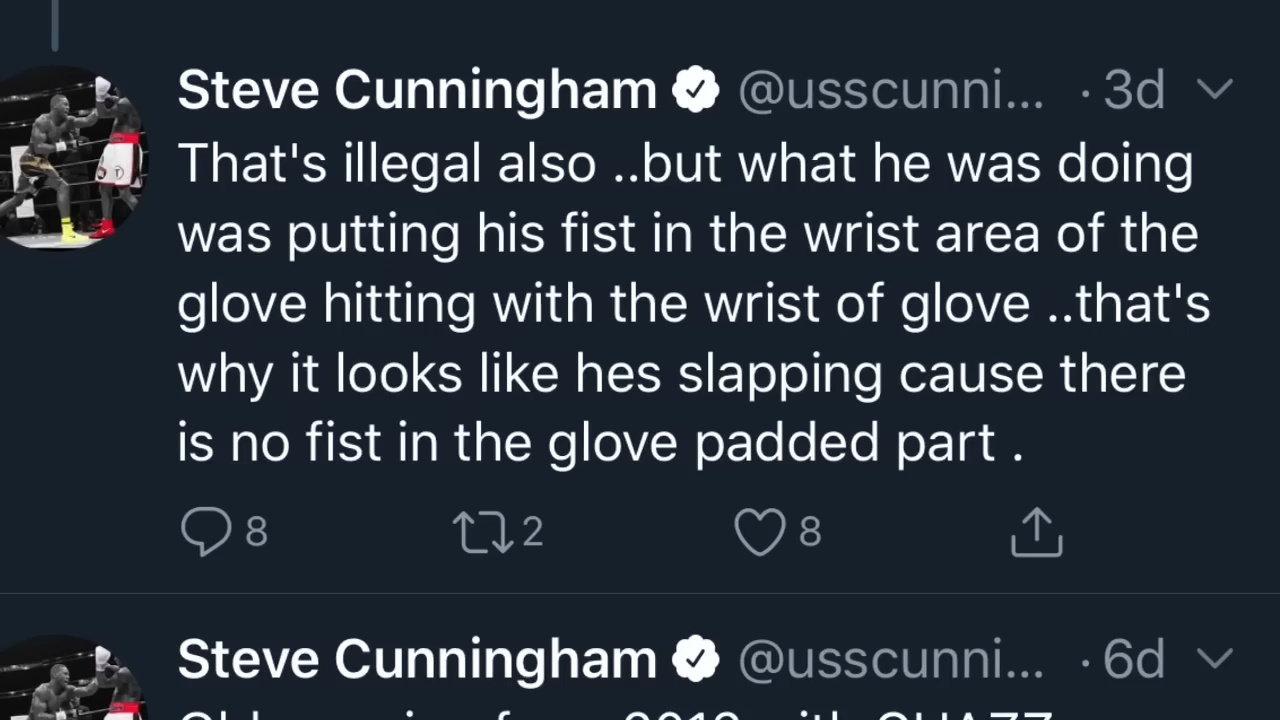 Steve Cunningham @usscunni... · 3d
That's illegal also ..but what he was doing
was putting his fist in the wrist area of the
glove hitting with the wrist of glove ..that's
why it looks like hes slapping cause there
is no fist in the glove padded part .
8 2 8
Steve Cunningham @usscunni... · 6d